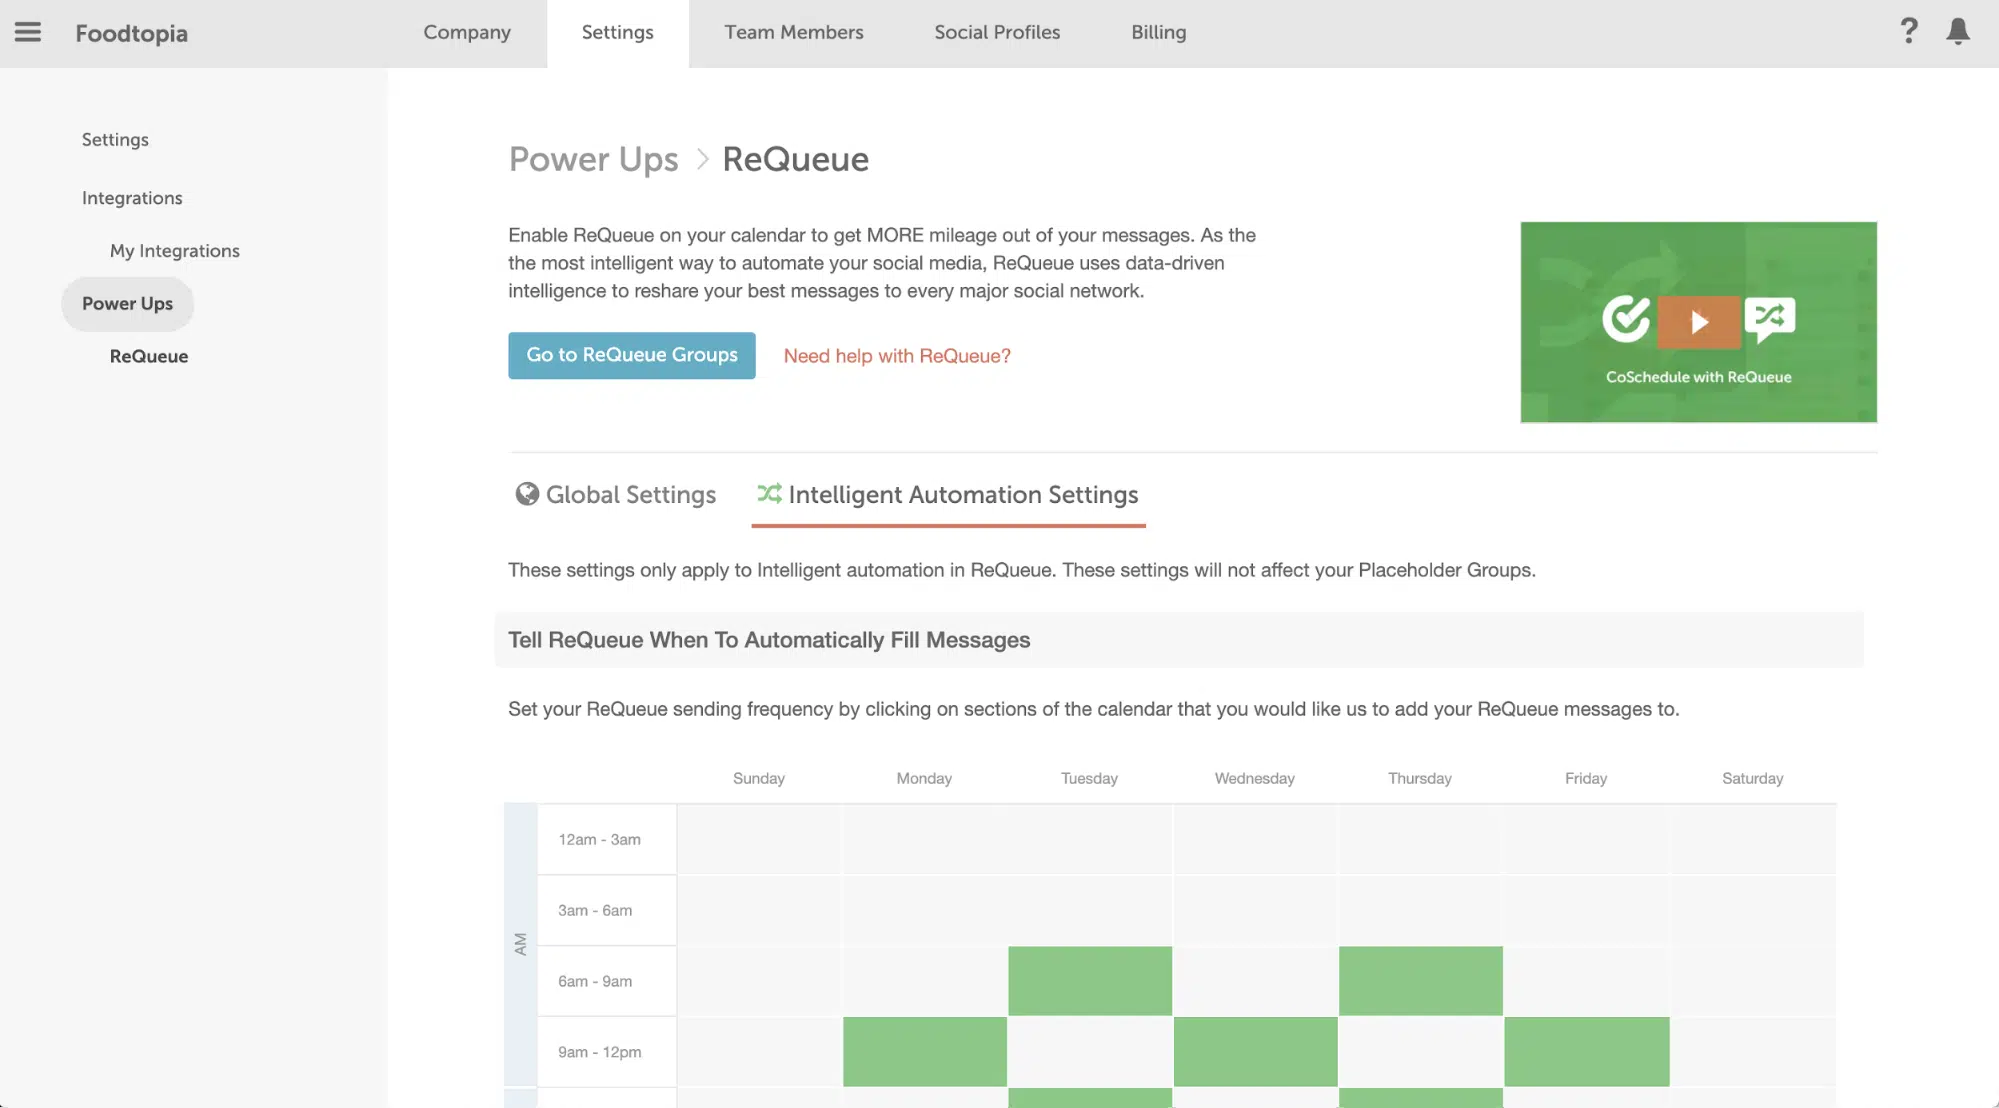 Foodtopia
Company
Settings
Team Members
Social Profiles
Billing
?
Settings
Integrations
My Integrations
Power Ups
ReQueue
Power Ups > ReQueue
Enable ReQueue on your calendar to get MORE mileage out of your messages. As the
the most intelligent way to automate your social media, ReQueue uses data-driven
intelligence to reshare your best messages to every major social network.
Go to ReQueue Groups
Need help with ReQueue?
CoSchedule with ReQueue
Global Settings
Intelligent Automation Settings
These settings only apply to Intelligent automation in ReQueue. These settings will not affect your Placeholder Groups.
Tell ReQueue When To Automatically Fill Messages
Set your ReQueue sending frequency by clicking on sections of the calendar that you would like us to add your ReQueue messages to.
Sunday
Monday
Tuesday
Wednesday
Thursday
Friday
Saturday
AM
12am - 3am
3am - 6am
6am - 9am
9am - 12pm